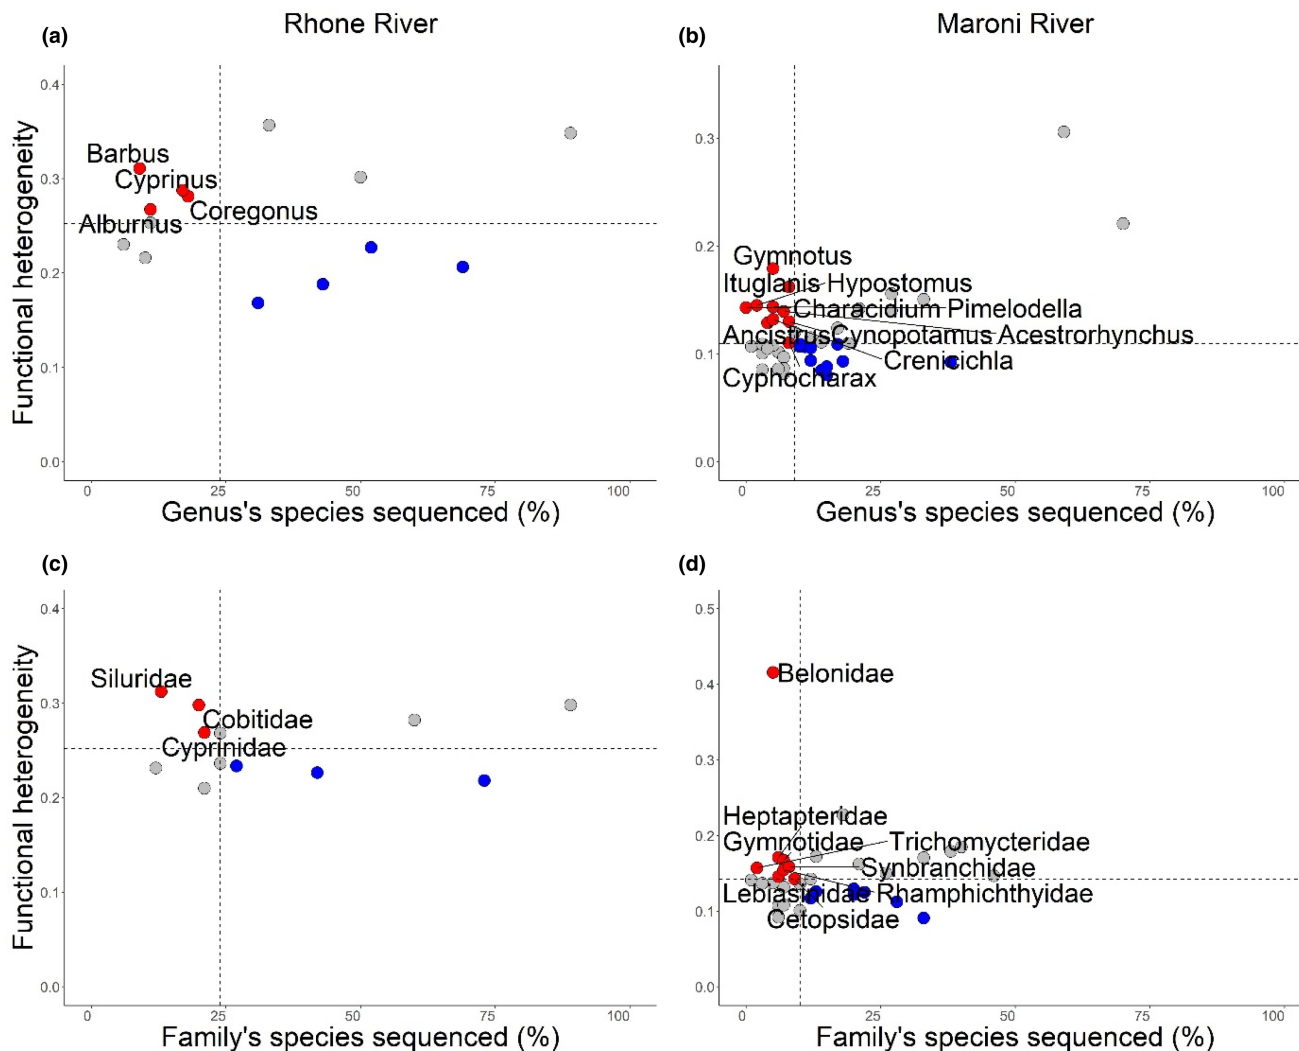 Rhone River
Maroni River
(a)
(b)
Functional heterogeneity
0.4
0.3
0.2
0.1
0.0
Barbus
Cyprinus
Coregonus
Alburnus
0 25 50 75 100
Genus's species sequenced (%)
0.3
0.2
0.1
0.0
Gymnotus
Ituglanis Hypostomus
Characidium Pimelodella
Ancistrus Cynopotamus Acestrorhynchus
Crenicichla
Cyphocharax
0 25 50 75 100
Genus's species sequenced (%)
(c)
(d)
Functional heterogeneity
0.4
0.3
0.2
0.1
0.0
Siluridae
Cobitidae
Cyprinidae
0 25 50 75 100
Family's species sequenced (%)
0.5
0.4
0.3
0.2
0.1
0.0
Belonidae
Heptapteridae
Gymnotidae Trichomycteridae
Synbranchidae
Lebiasinidae Rhamphichthyidae
Cetopsidae
0 25 50 75 100
Family's species sequenced (%)